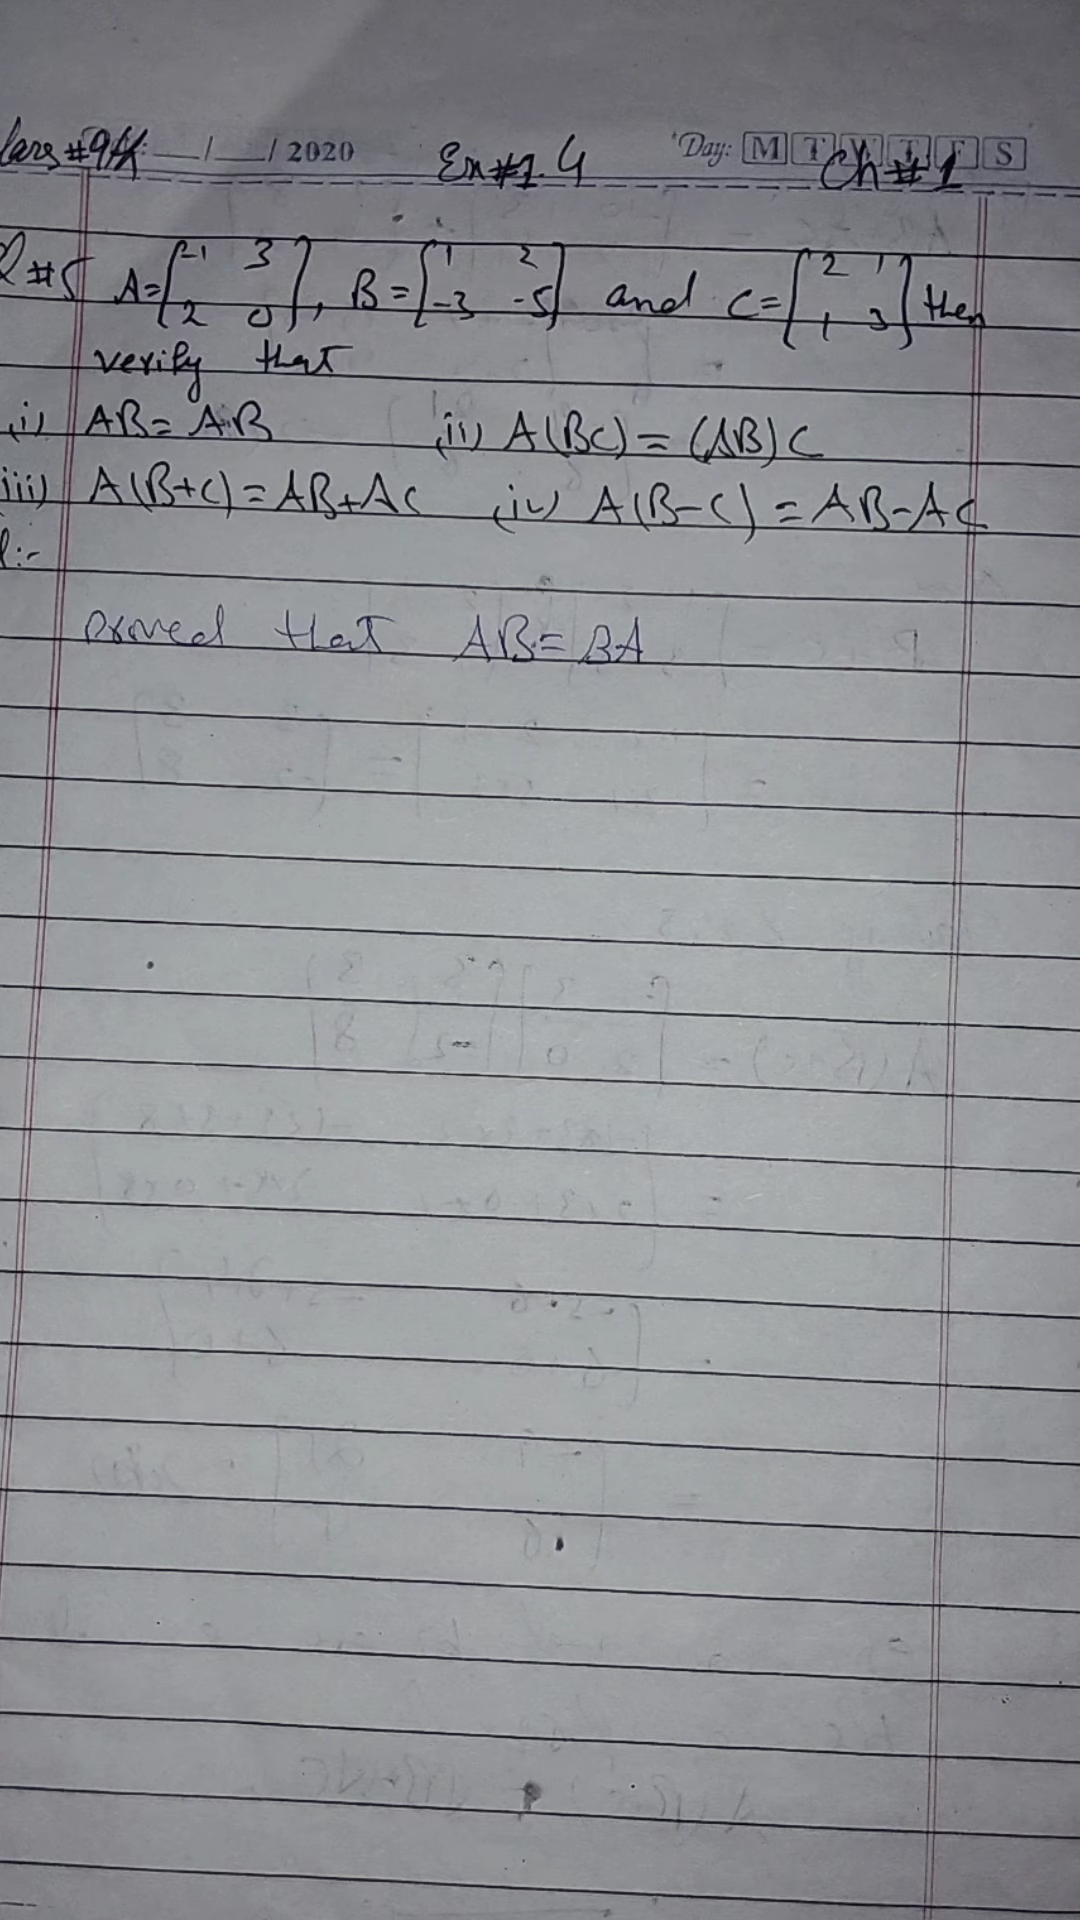 Class #9th: __/__/2020 Ex#1.4 Day: M T W T F S Ch#1
Q#5 A=[-1 3
2 0], B=[1 2
-3 -5] and C=[2 1
1 3] then
verify that
(i) AB=AB (ii) A(BC)=(AB)C
iii) A(B+C)=AB+AC (iv) A(B-C)=AB-AC
:-
proved that AB=BA